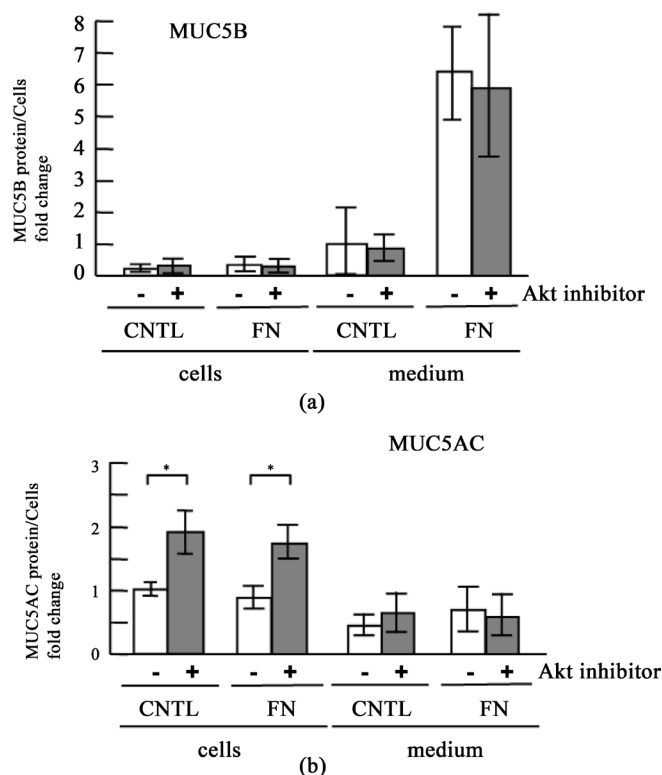 MUC5B
MUC5B protein/Cells
fold change
8
7
6
5
4
3
2
1
0
- + - + - + - + Akt inhibitor
CNTL FN CNTL FN
cells medium
(a)
MUC5AC
MUC5AC protein/Cells
fold change
3
2
1
0
* *
- + - + - + - + Akt inhibitor
CNTL FN CNTL FN
cells medium
(b)